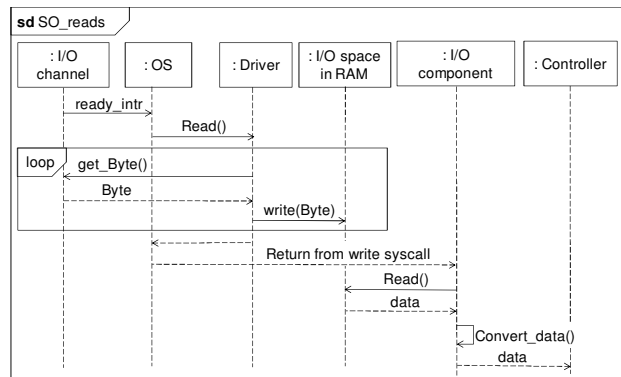 sd SO_reads
: I/O
channel
: OS
: Driver
: I/O space
in RAM
: I/O
component
: Controller
ready_intr
Read()
loop
get_Byte()
Byte
write(Byte)
Return from write syscall
Read()
data
Convert_data()
data